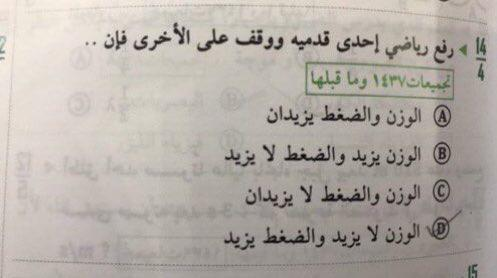 14/4 ◂ رفع رياضي إحدى قدميه ووقف على الأخرى فإن ..
تجميعات ١٤٣٧ وما قبلها
Ⓐ الوزن والضغط يزيدان
Ⓑ الوزن يزيد والضغط لا يزيد
Ⓒ الوزن والضغط لا يزيدان
Ⓓ الوزن لا يزيد والضغط يزيد
15